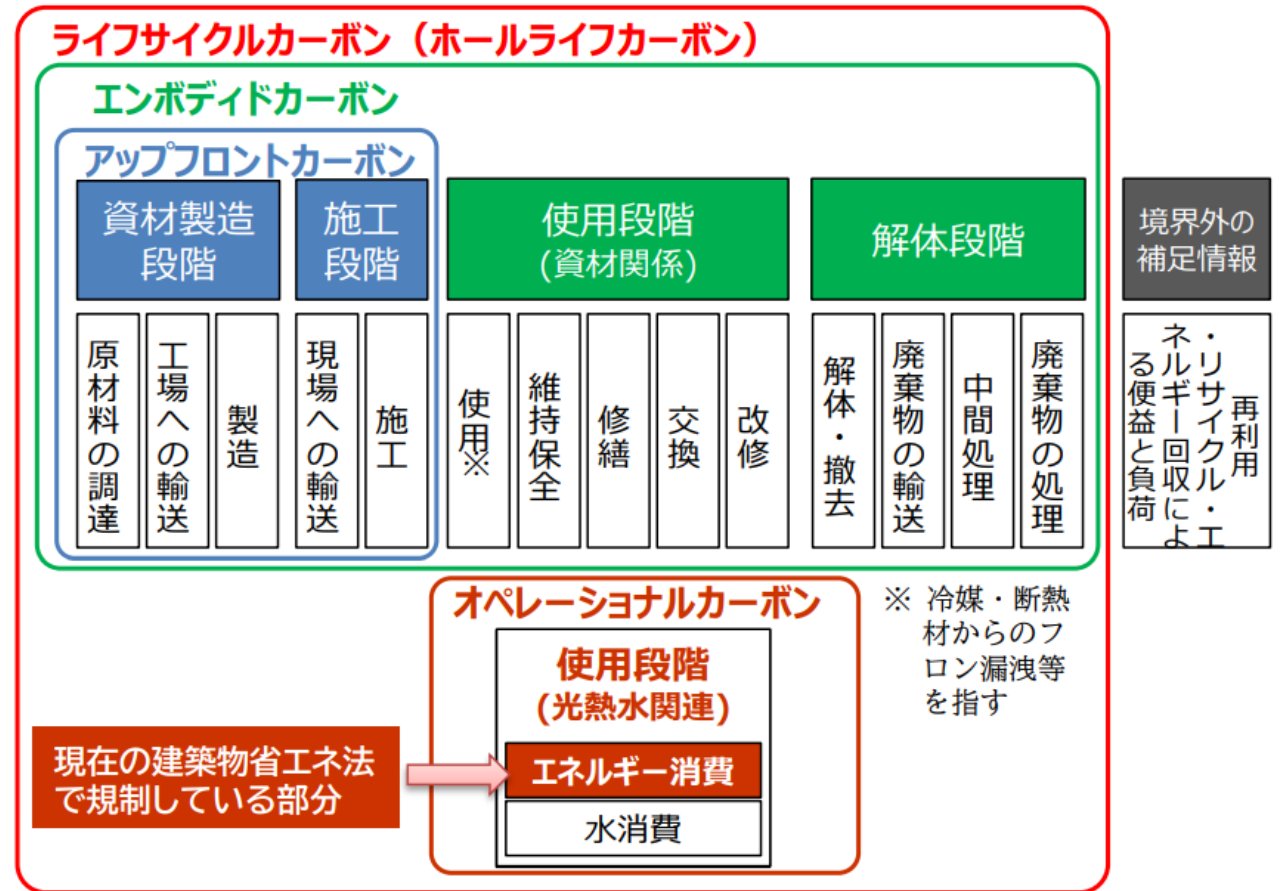 ライフサイクルカーボン（ホールライフカーボン）
エンボディドカーボン
アップフロントカーボン
資材製造
段階
施工
段階
使用段階
(資材関係)
解体段階
境界外の
補足情報
原材料の調達
工場への輸送
製造
現場への輸送
施工
使用※
維持保全
修繕
交換
改修
解体・撤去
廃棄物の輸送
中間処理
廃棄物の処理
再利用
・リサイクル・エ
ネルギー回収によ
る便益と負荷
オペレーショナルカーボン
使用段階
(光熱水関連)
エネルギー消費
水消費
※ 冷媒・断熱
材からのフ
ロン漏洩等
を指す
現在の建築物省エネ法
で規制している部分